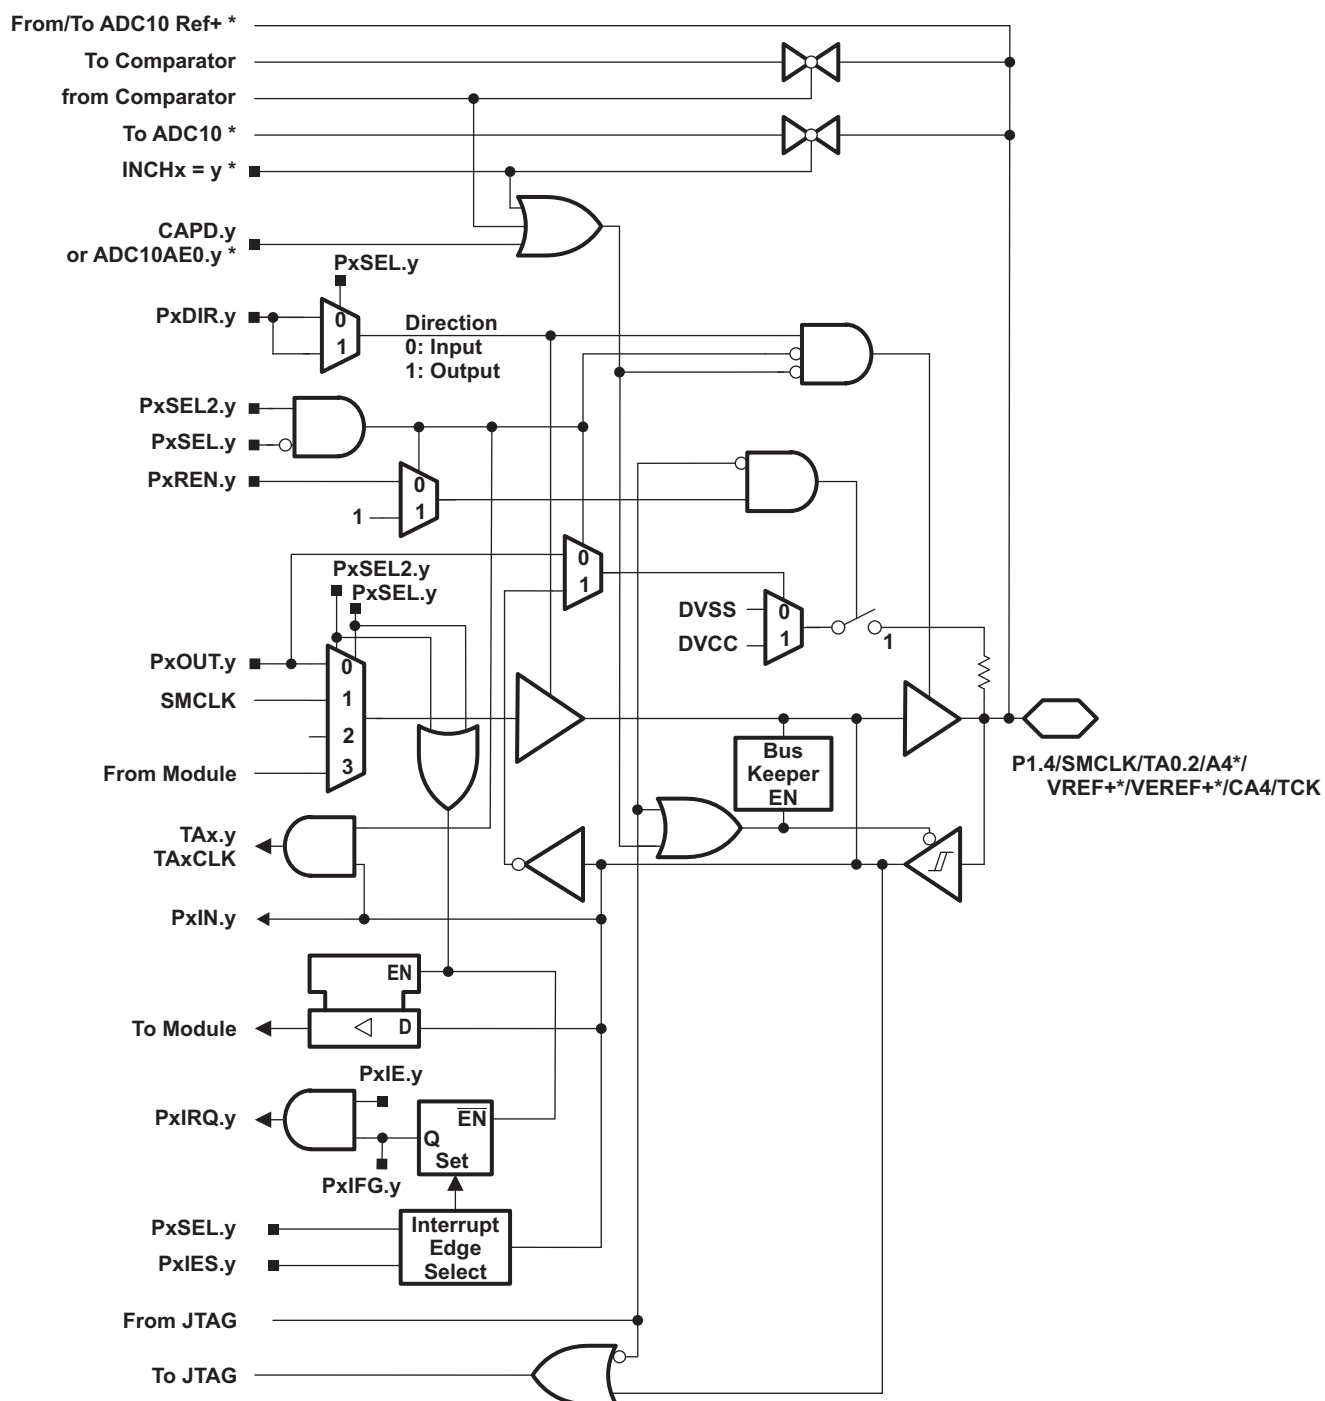 From/To ADC10 Ref+ *
To Comparator
from Comparator
To ADC10 *
INCHx = y *
CAPD.y
or ADC10AE0.y *
PxSEL.y
PxDIR.y
0
1
Direction
0: Input
1: Output
PxSEL2.y
PxSEL.y
PxREN.y
0
1
1
0
1
PxSEL2.y
PxSEL.y
DVSS
DVCC
0
1
1
PxOUT.y
SMCLK
From Module
0
1
2
3
Bus
Keeper
EN
P1.4/SMCLK/TA0.2/A4*/
VREF+*/VEREF+*/CA4/TCK
TAx.y
TAxCLK
PxIN.y
EN
To Module
D
PxIE.y
PxIRQ.y
EN
Q
Set
PxIFG.y
PxSEL.y
PxIES.y
Interrupt
Edge
Select
From JTAG
To JTAG